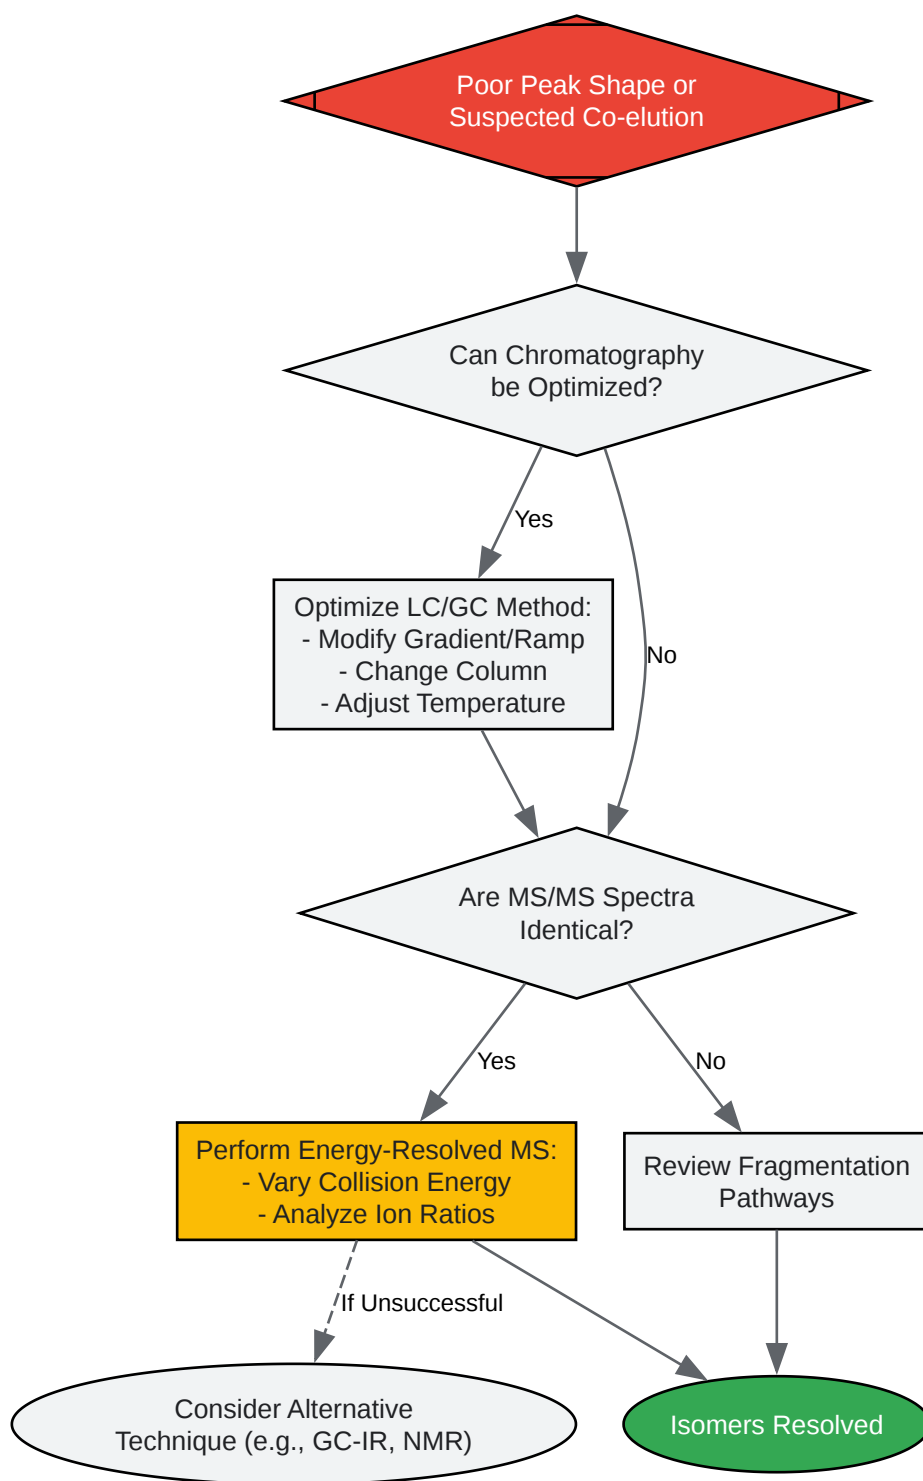 Poor Peak Shape or
Suspected Co-elution
Can Chromatography
be Optimized?
Yes
Optimize LC/GC Method:
- Modify Gradient/Ramp
- Change Column
- Adjust Temperature
No
Are MS/MS Spectra
Identical?
Yes
No
Perform Energy-Resolved MS:
- Vary Collision Energy
- Analyze Ion Ratios
Review Fragmentation
Pathways
If Unsuccessful
Consider Alternative
Technique (e.g., GC-IR, NMR)
Isomers Resolved